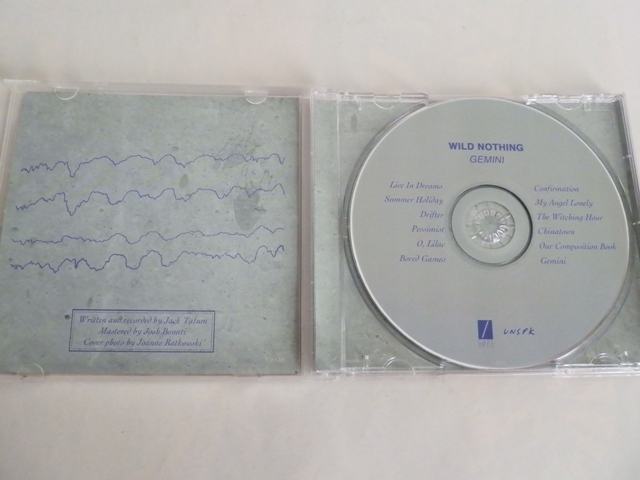 Written and recorded by Jack Tatum
Mastered by Josh Bonati
Cover photo by Joanne Ratkowski
WILD NOTHING
GEMINI
Live In Dreams
Summer Holiday
Drifter
Pessimist
O, Lilac
Bored Games
Confirmation
My Angel Lonely
The Witching Hour
Chinatown
Our Composition Book
Gemini
UNSPK